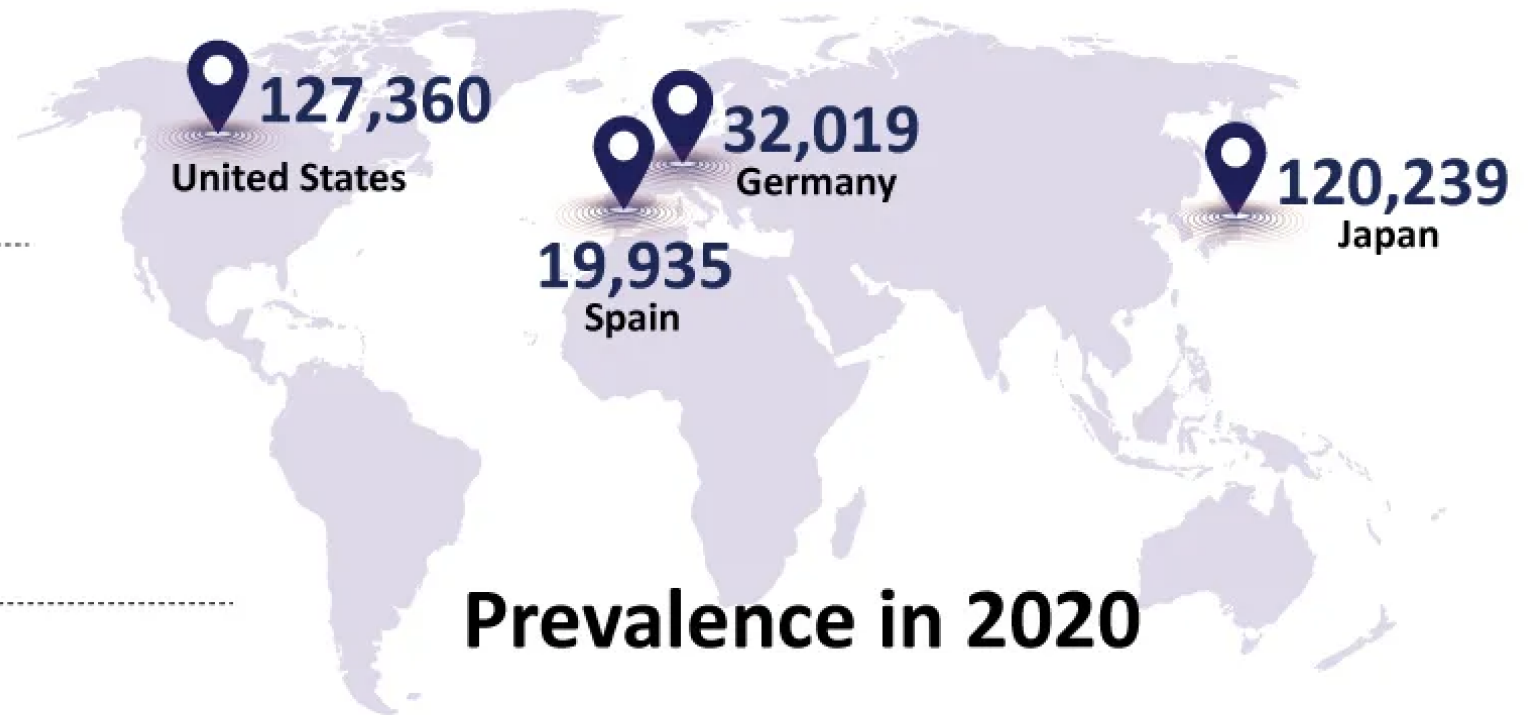 127,360
United States
32,019
Germany
19,935
Spain
120,239
Japan
Prevalence in 2020